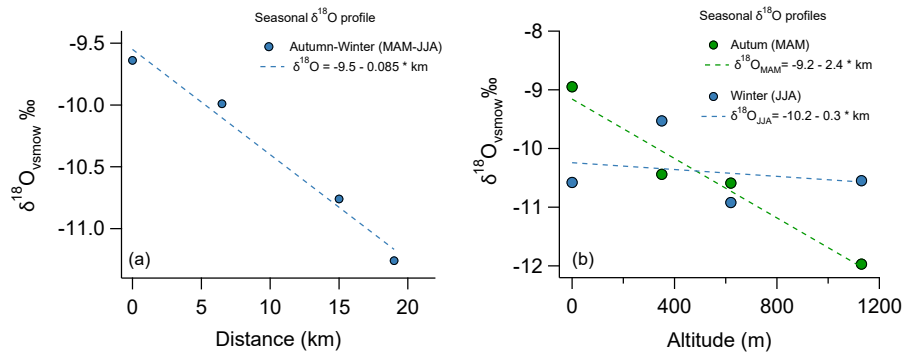 Seasonal δ¹⁸O profile
Autumn-Winter (MAM-JJA)
δ¹⁸O = -9.5 - 0.085 * km
-9.5
-10.0
-10.5
-11.0
δ¹⁸Ovsmow ‰
(a)
0 5 10 15 20
Distance (km)
Seasonal δ¹⁸O profiles
Autum (MAM)
δ¹⁸O_MAM= -9.2 - 2.4 * km
Winter (JJA)
δ¹⁸O_JJA= -10.2 - 0.3 * km
-8
-9
-10
-11
-12
δ¹⁸Ovsmow ‰
(b)
0 400 800 1200
Altitude (m)